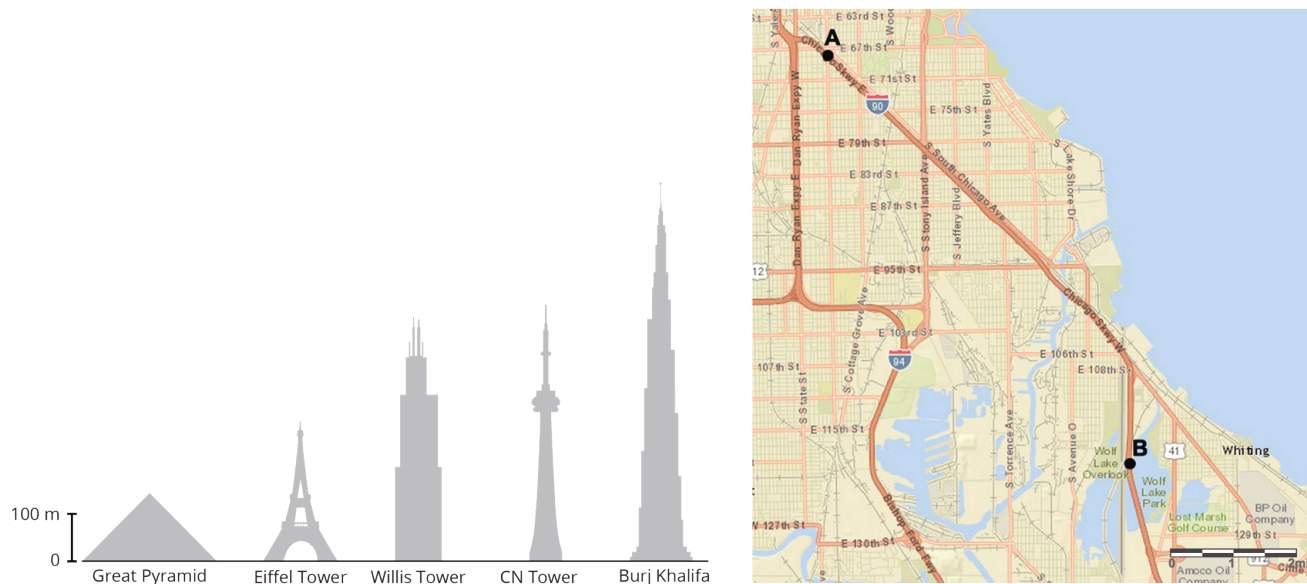 100 m
0
Great Pyramid
Eiffel Tower
Willis Tower
CN Tower
Burj Khalifa
E 63rd St
S Yale
A
E 67th St
Chicago Skwy E
E 71st St
90
E 75th St
S Yates Blvd
E 79th St
S South Chicago Ave
S Lake Shore Dr
Dan Ryan Expy W
Dan Ryan Expy E
E 83rd St
S Stony Island Ave
S Jeffery Blvd
E 87th St
12
E 95th St
Chicago Skwy W
S Cottage Grove Ave
E 103rd St
94
E 106th St
107th St
E 108th St
S State St
E 115th St
S Torrence Ave
S Avenue O
B
41
Whiting
Wolf
Lake
Overlook
Wolf
Lake
Park
Lost Marsh
Golf Course
BP Oil
Company
W 127th St
129th St
E 130th St
Bishop Ford Fwy
912
Amoco Oil
Company
0
1
2mi